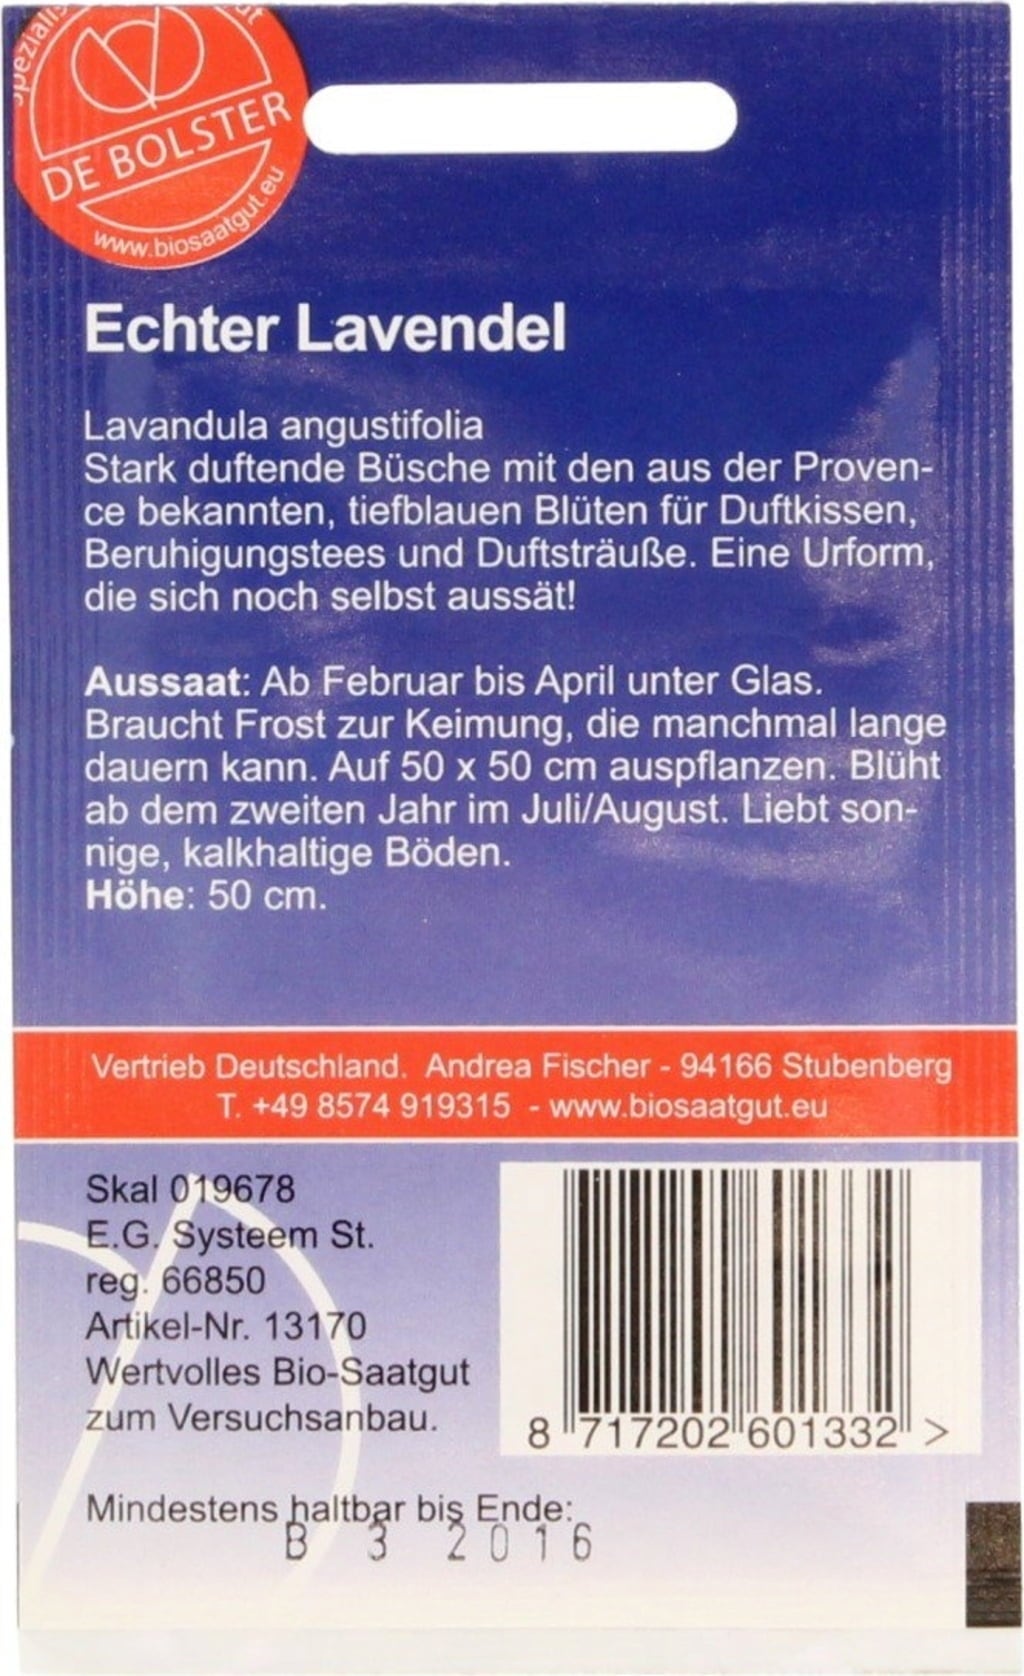 DE BOLSTER
www.biosaatgut.eu
Echter Lavendel
Lavandula angustifolia
Stark duftende Büsche mit den aus der Proven-
ce bekannten, tiefblauen Blüten für Duftkissen,
Beruhigungstees und Duftsträuße. Eine Urform,
die sich noch selbst aussät!
Aussaat: Ab Februar bis April unter Glas.
Braucht Frost zur Keimung, die manchmal lange
dauern kann. Auf 50 x 50 cm auspflanzen. Blüht
ab dem zweiten Jahr im Juli/August. Liebt son-
nige, kalkhaltige Böden.
Höhe: 50 cm.
Vertrieb Deutschland. Andrea Fischer - 94166 Stubenberg
T. +49 8574 919315 - www.biosaatgut.eu
Skal 019678
E.G. Systeem St.
reg. 66850
Artikel-Nr. 13170
Wertvolles Bio-Saatgut
zum Versuchsanbau.
8 717202 601332 >
Mindestens haltbar bis Ende:
B 3 2016